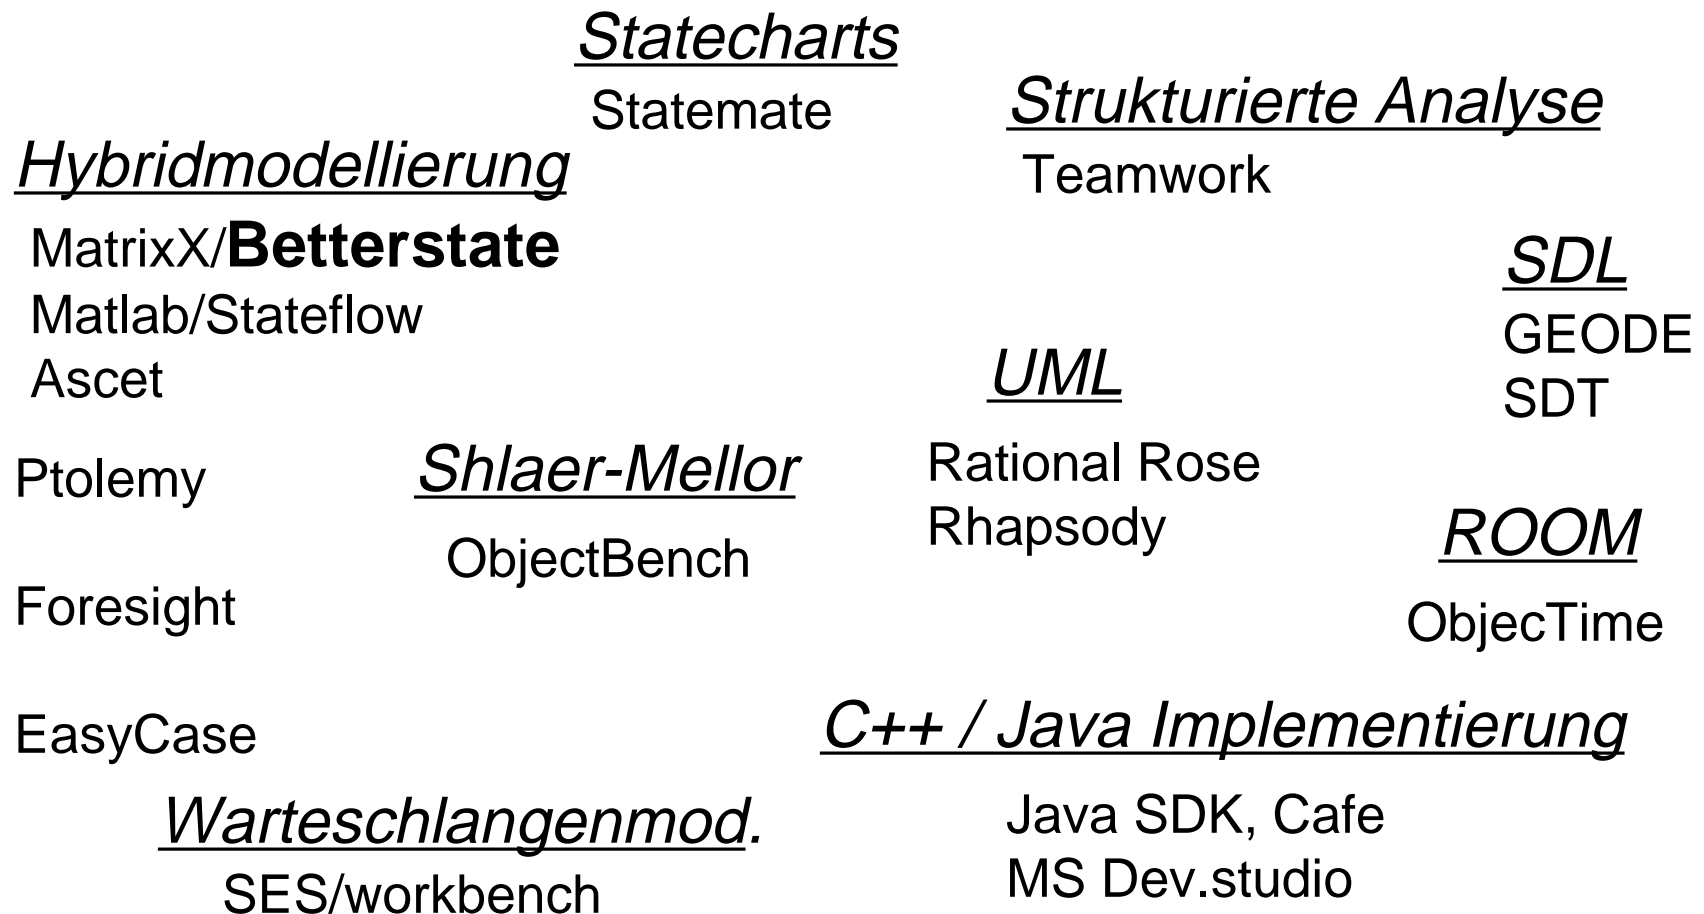 Statecharts
Statemate
Strukturierte Analyse
Teamwork
Hybridmodellierung
MatrixX/Betterstate
Matlab/Stateflow
Ascet
SDL
GEODE
SDT
UML
Rational Rose
Rhapsody
Shlaer-Mellor
ObjectBench
Ptolemy
Foresight
EasyCase
ROOM
ObjecTime
C++ / Java Implementierung
Java SDK, Cafe
MS Dev.studio
Warteschlangenmod.
SES/workbench